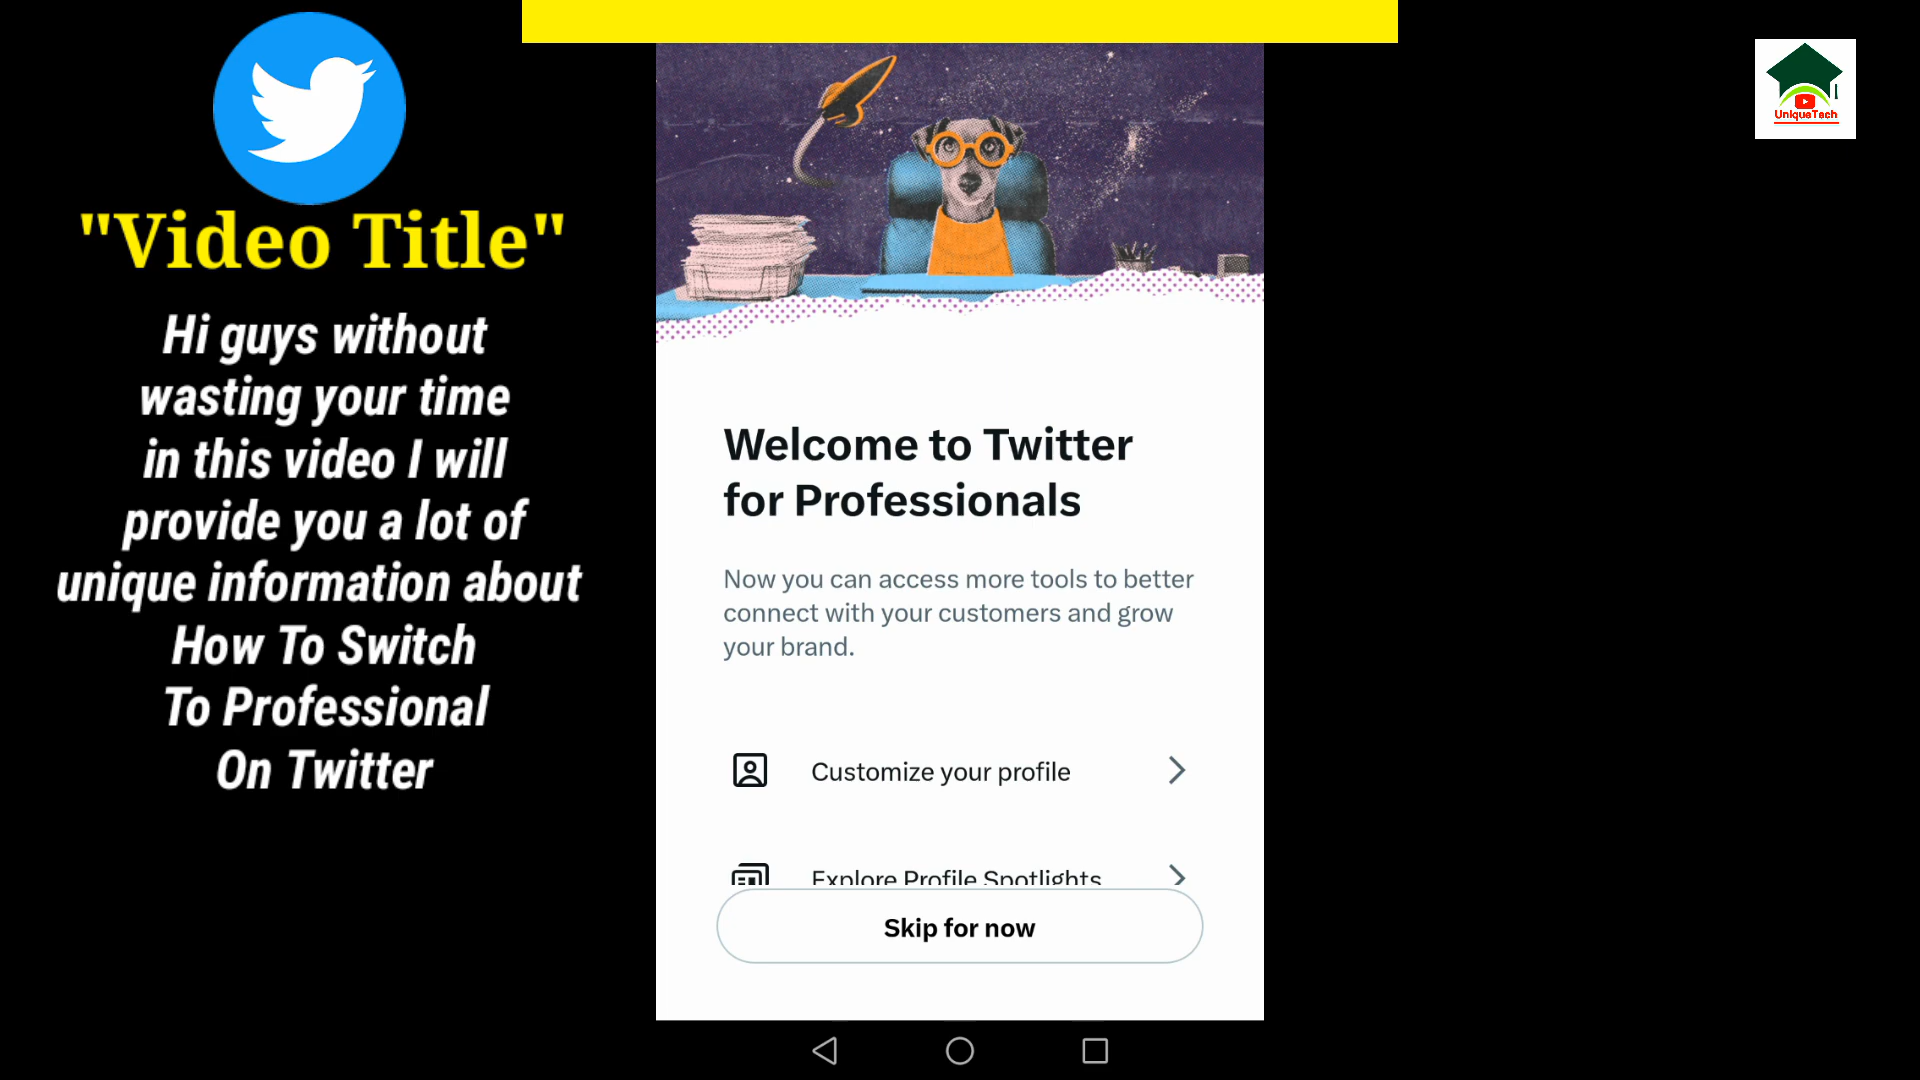 "Video Title"
Hi guys without
wasting your time
in this video I will
provide you a lot of
unique information about
How To Switch
To Professional
On Twitter
Welcome to Twitter
for Professionals
Now you can access more tools to better
connect with your customers and grow
your brand.
Customize your profile
Explore Profile Spotlights
Skip for now
UniqueTech